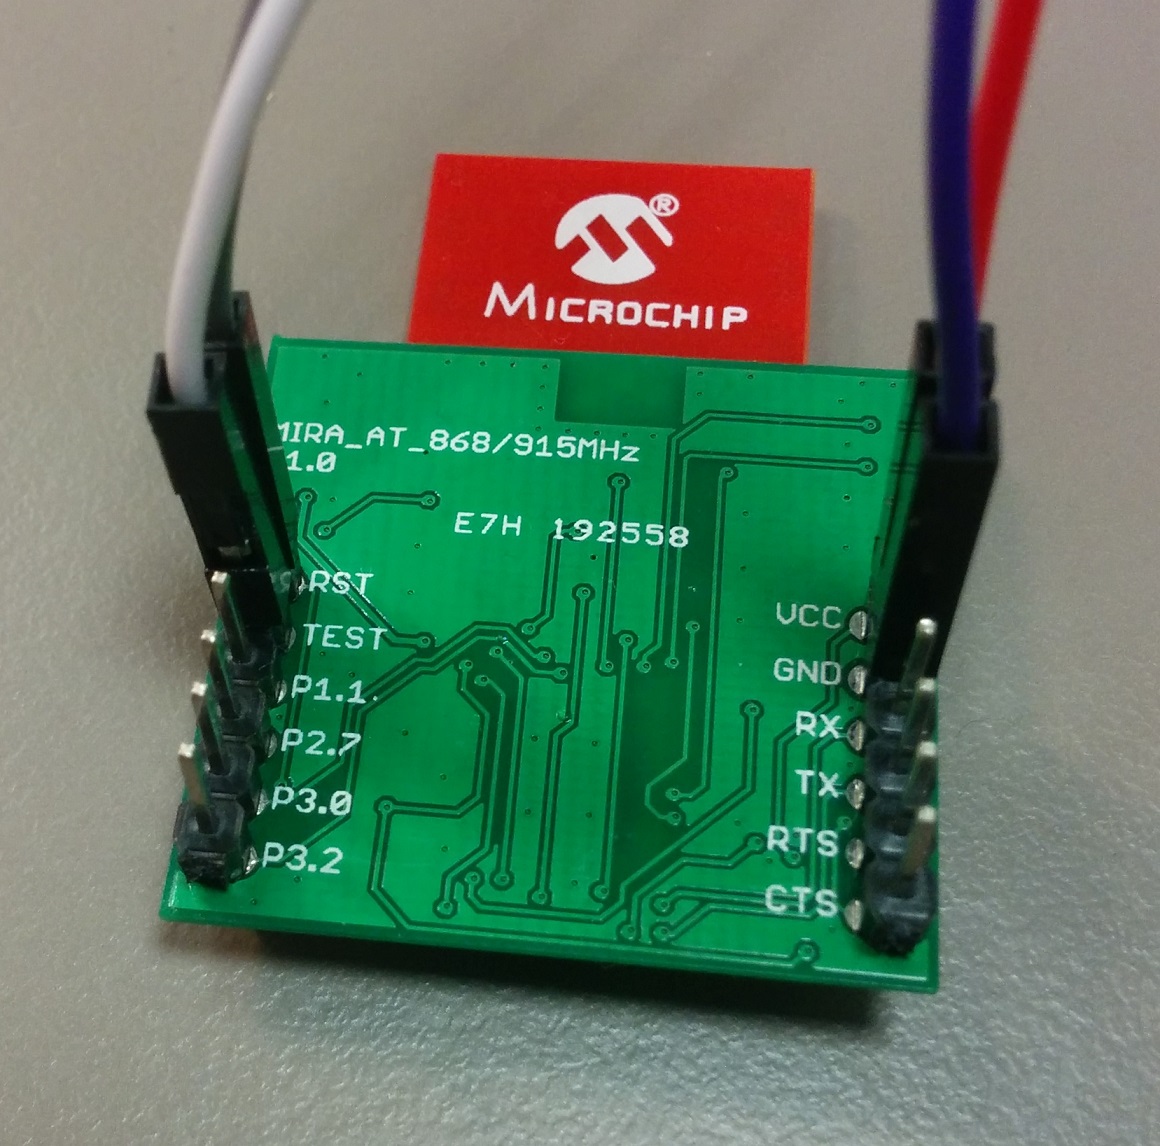 ®
MICROCHIP
MIRA_AT_868/915MHz
1.0
E7H 192558
RST
TEST
P1.1
P2.7
P3.0
P3.2
VCC
GND
RX
TX
RTS
CTS